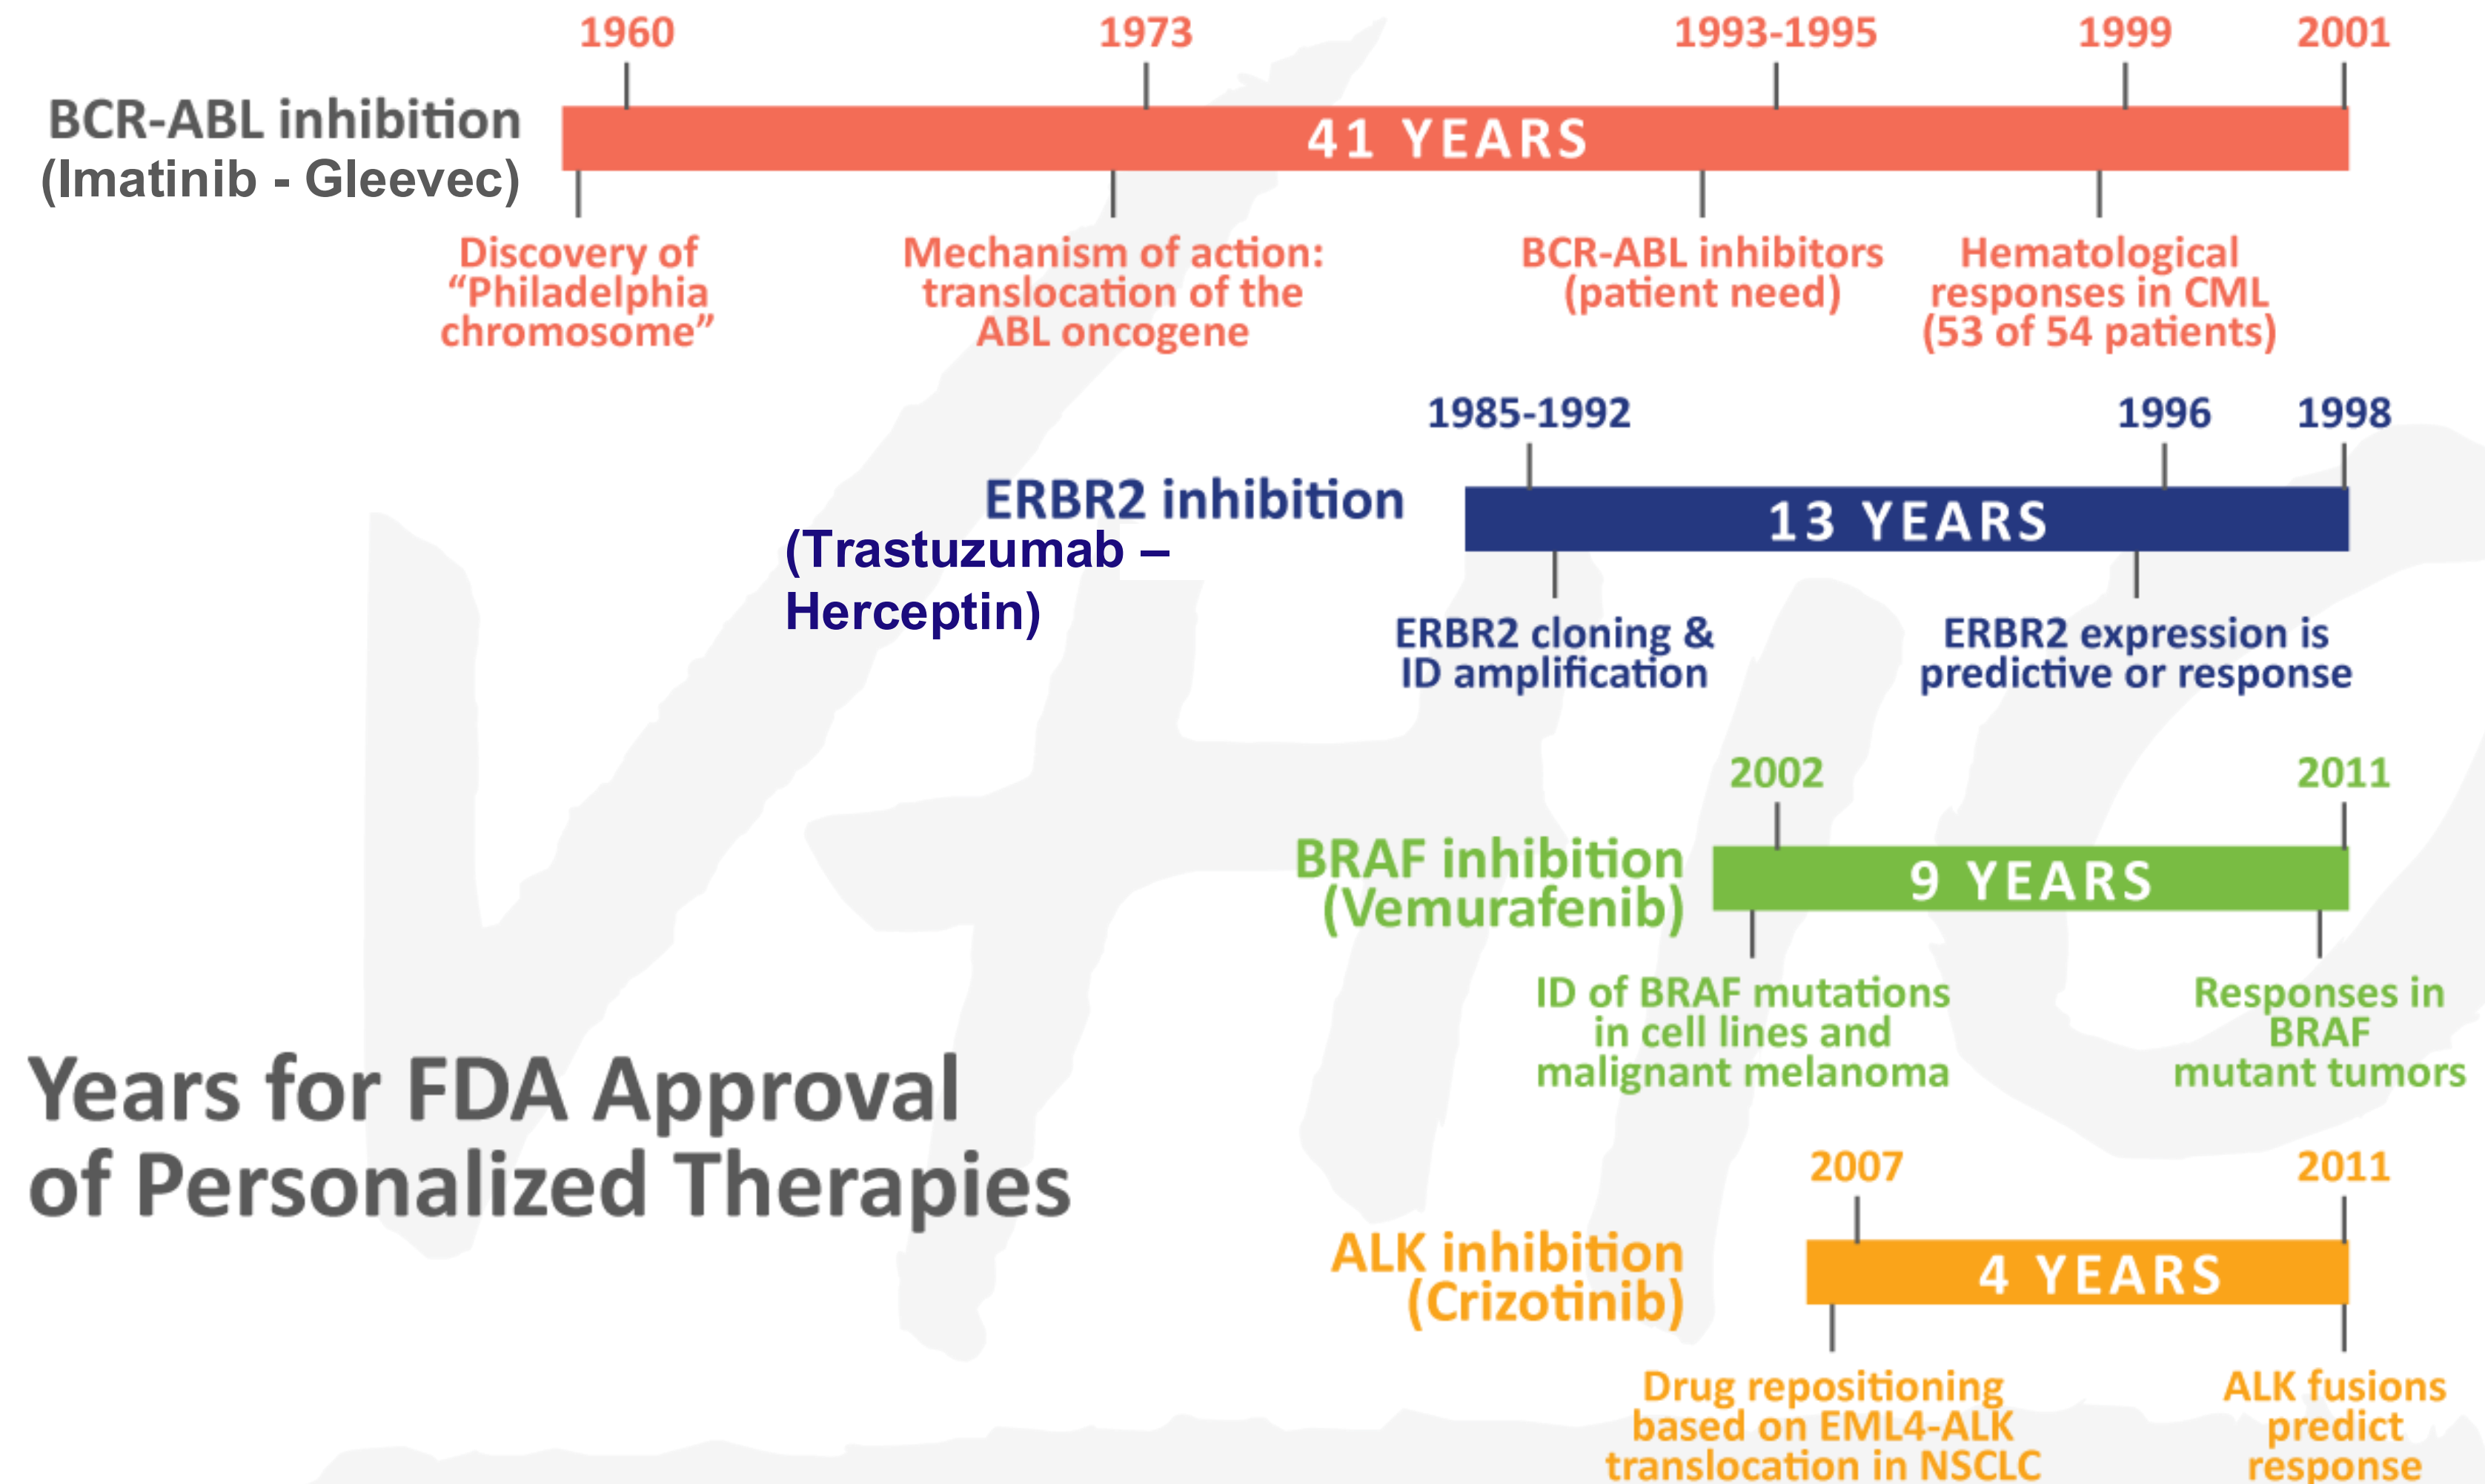 1960 1973 1993-1995 1999 2001
BCR-ABL inhibition
(Imatinib - Gleevec)
41 YEARS
Discovery of
“Philadelphia
chromosome”
Mechanism of action:
translocation of the
ABL oncogene
BCR-ABL inhibitors
(patient need)
Hematological
responses in CML
(53 of 54 patients)
1985-1992 1996 1998
ERBR2 inhibition
(Trastuzumab –
Herceptin)
13 YEARS
ERBR2 cloning &
ID amplification
ERBR2 expression is
predictive or response
2002 2011
BRAF inhibition
(Vemurafenib)
9 YEARS
ID of BRAF mutations
in cell lines and
malignant melanoma
Responses in
BRAF
mutant tumors
Years for FDA Approval
of Personalized Therapies
2007 2011
ALK inhibition
(Crizotinib)
4 YEARS
Drug repositioning
based on EML4-ALK
translocation in NSCLC
ALK fusions
predict
response